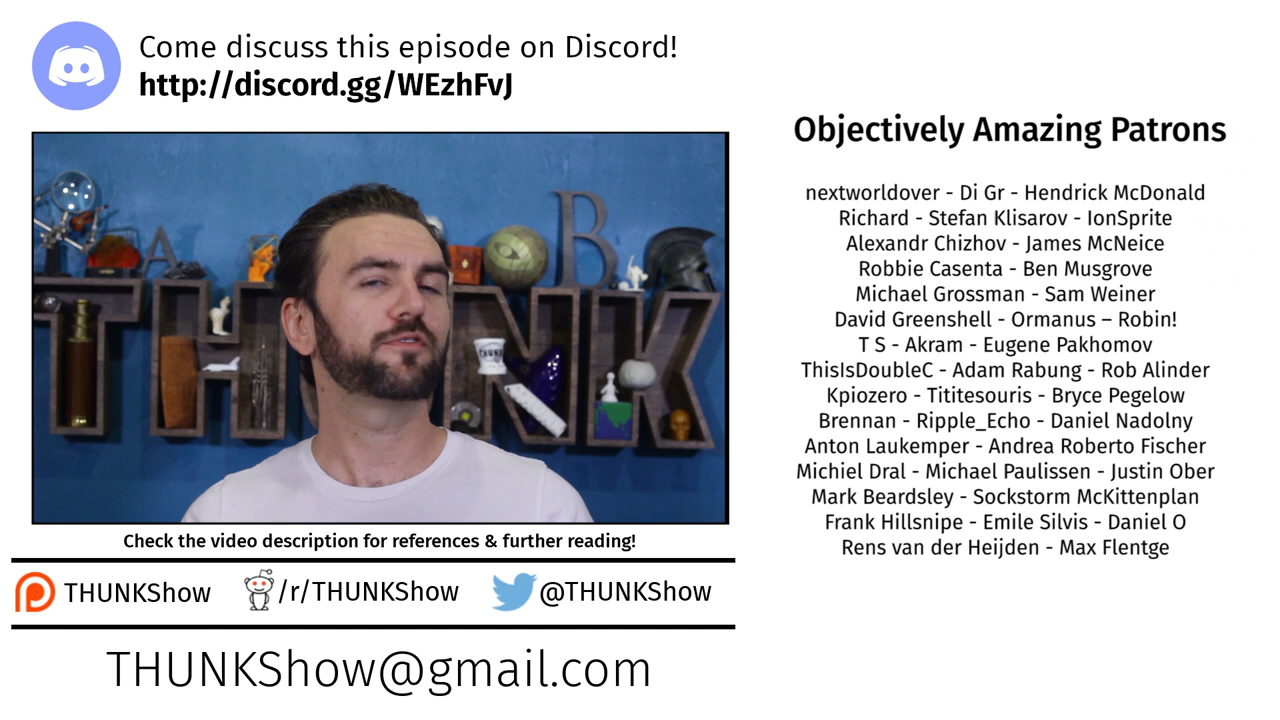 Come discuss this episode on Discord!
http://discord.gg/WEzhFvJ
A
B
THUNK
THUNK
Check the video description for references & further reading!
THUNKShow
/r/THUNKShow
@THUNKShow
THUNKShow@gmail.com
Objectively Amazing Patrons
nextworldover - Di Gr - Hendrick McDonald
Richard - Stefan Klisarov - IonSprite
Alexandr Chizhov - James McNeice
Robbie Casenta - Ben Musgrove
Michael Grossman - Sam Weiner
David Greenshell - Ormanus – Robin!
T S - Akram - Eugene Pakhomov
ThisIsDoubleC - Adam Rabung - Rob Alinder
Kpiozero - Tititesouris - Bryce Pegelow
Brennan - Ripple_Echo - Daniel Nadolny
Anton Laukemper - Andrea Roberto Fischer
Michiel Dral - Michael Paulissen - Justin Ober
Mark Beardsley - Sockstorm McKittenplan
Frank Hillsnipe - Emile Silvis - Daniel O
Rens van der Heijden - Max Flentge